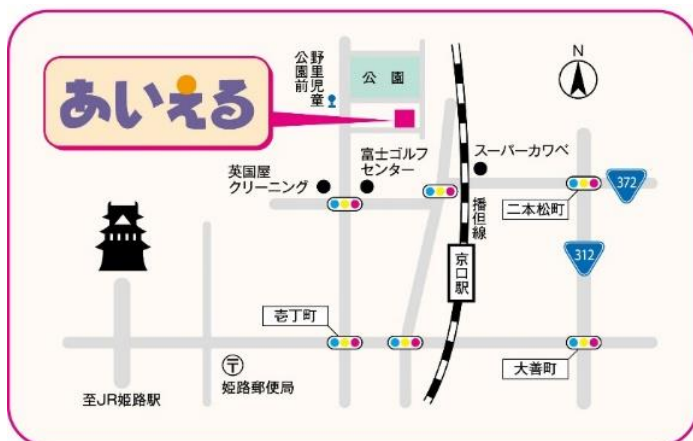 あいえる
公園前
野里児童
公園
N
スーパーカワベ
英国屋
クリーニング
富士ゴルフ
センター
播但線
372
二本松町
312
京口駅
壱丁町
大善町
〒
姫路郵便局
至JR姫路駅